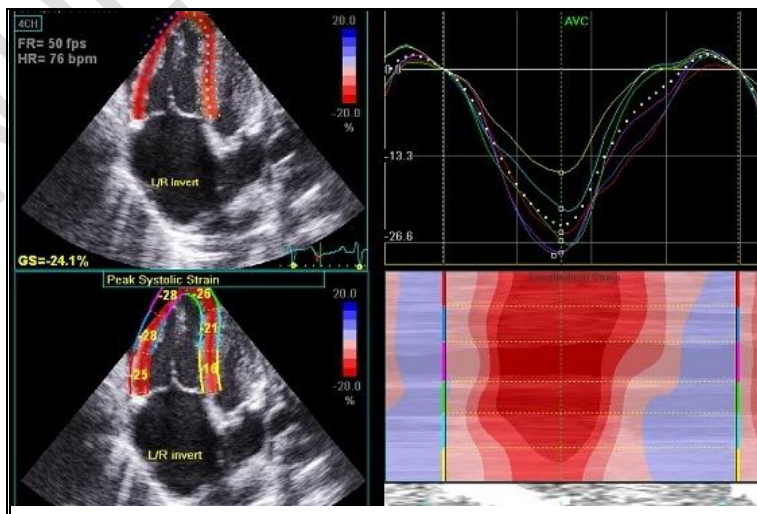 4CH
FR= 50 fps
HR= 76 bpm
20.0
-20.0
%
L/R Invert
GS=-24.1%
AVC
0.0
-13.3
-26.6
Peak Systolic Strain
20.0
-20.0
%
-28
-26
-28
-21
-25
-16
L/R invert